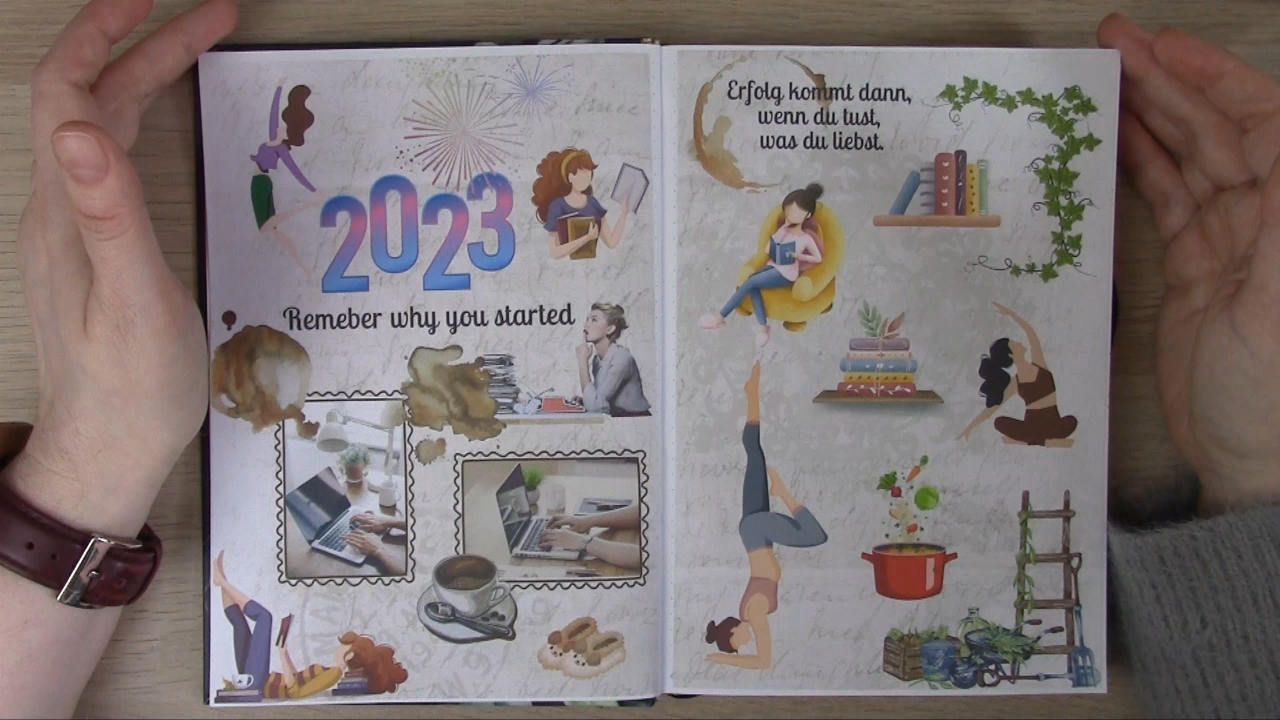 2023
Remeber why you started
Erfolg kommt dann,
wenn du tust,
was du liebst.